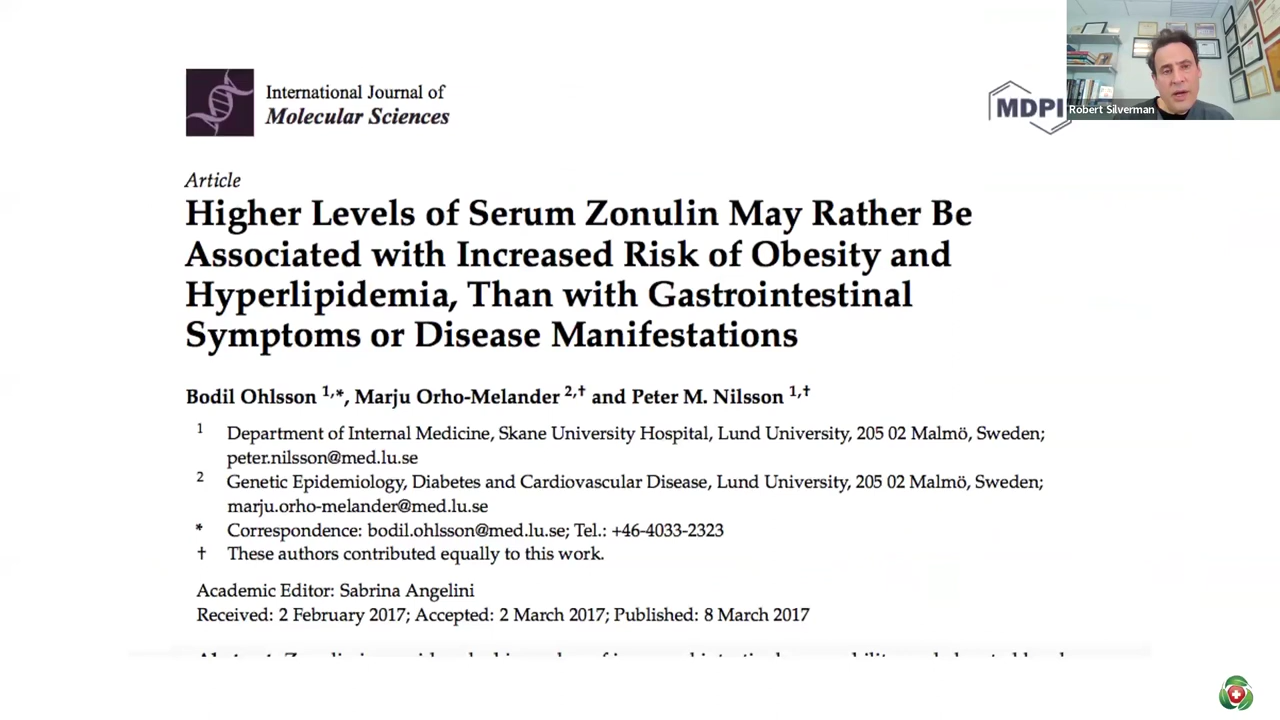 International Journal of
Molecular Sciences
MDPI
Robert Silverman
Article
Higher Levels of Serum Zonulin May Rather Be
Associated with Increased Risk of Obesity and
Hyperlipidemia, Than with Gastrointestinal
Symptoms or Disease Manifestations
Bodil Ohlsson 1,*, Marju Orho-Melander 2,† and Peter M. Nilsson 1,†
1 Department of Internal Medicine, Skane University Hospital, Lund University, 205 02 Malmö, Sweden;
peter.nilsson@med.lu.se
2 Genetic Epidemiology, Diabetes and Cardiovascular Disease, Lund University, 205 02 Malmö, Sweden;
marju.orho-melander@med.lu.se
* Correspondence: bodil.ohlsson@med.lu.se; Tel.: +46-4033-2323
† These authors contributed equally to this work.
Academic Editor: Sabrina Angelini
Received: 2 February 2017; Accepted: 2 March 2017; Published: 8 March 2017